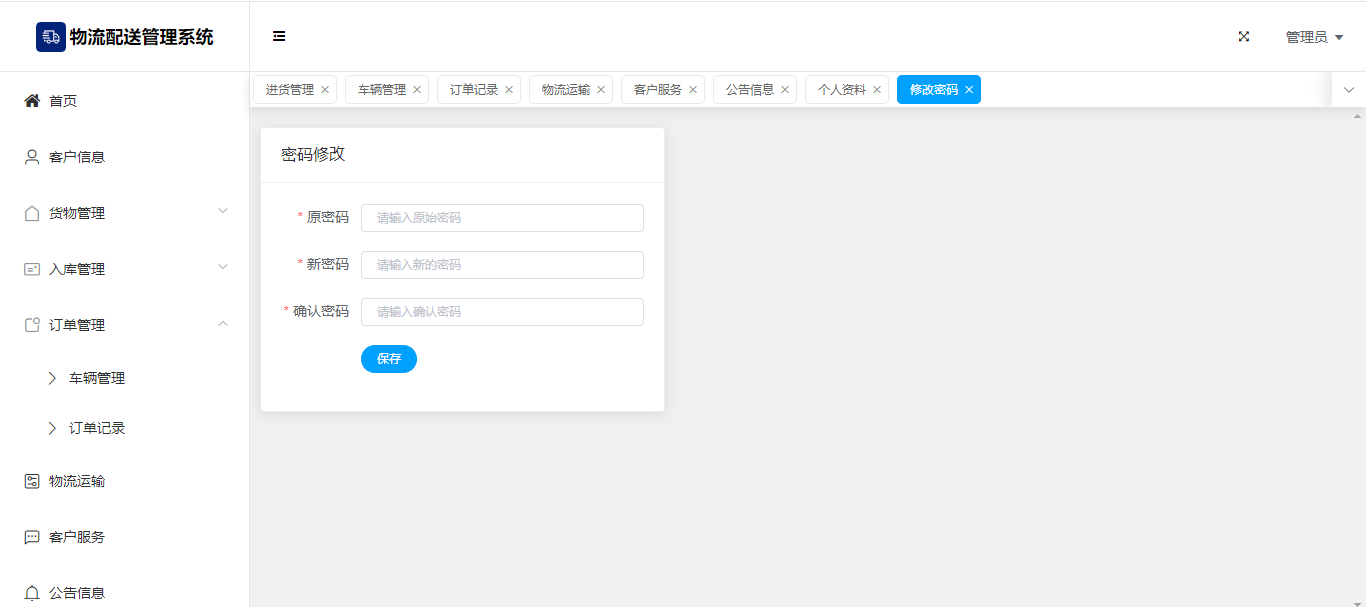 物流配送管理系统
管理员
进货管理 车辆管理 订单记录 物流运输 客户服务 公告信息 个人资料 修改密码
首页
客户信息
货物管理
入库管理
订单管理
车辆管理
订单记录
物流运输
客户服务
公告信息
密码修改
* 原密码 请输入原始密码
* 新密码 请输入新的密码
* 确认密码 请输入确认密码
保存